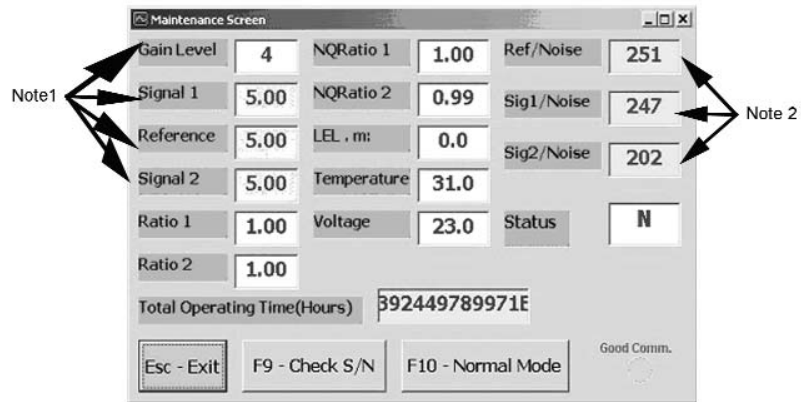 Maintenance Screen
Gain Level 4 NQRatio 1 1.00 Ref/Noise 251
Note1 Signal 1 5.00 NQRatio 2 0.99 Sig1/Noise 247 Note 2
Reference 5.00 LEL , m: 0.0 Sig2/Noise 202
Signal 2 5.00 Temperature 31.0
Ratio 1 1.00 Voltage 23.0 Status N
Ratio 2 1.00
Total Operating Time(Hours) 392449789971E
Good Comm.
Esc - Exit F9 - Check S/N F10 - Normal Mode